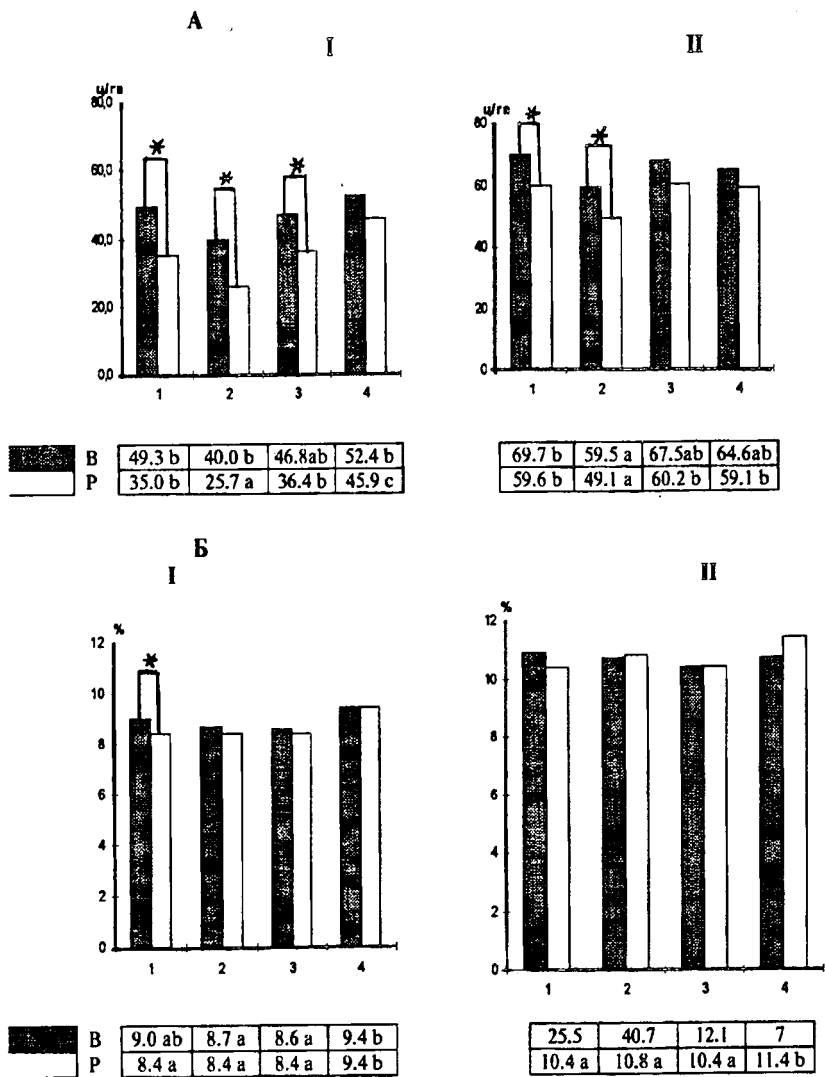 А
I II
ц/га
80,0
60,0
40,0
20,0
0,0
1 2 3 4
ц/га
80
60
40
20
0
1 2 3 4
В 49.3 b 40.0 b 46.8ab 52.4 b
Р 35.0 b 25.7 a 36.4 b 45.9 c
69.7 b 59.5 a 67.5ab 64.6ab
59.6 b 49.1 a 60.2 b 59.1 b
Б
I II
%
12
10
8
6
4
2
0
1 2 3 4
%
12
10
8
6
4
2
0
1 2 3 4
В 9.0 ab 8.7 a 8.6 a 9.4 b
Р 8.4 a 8.4 a 8.4 a 9.4 b
25.5 40.7 12.1 7
10.4 a 10.8 a 10.4 a 11.4 b